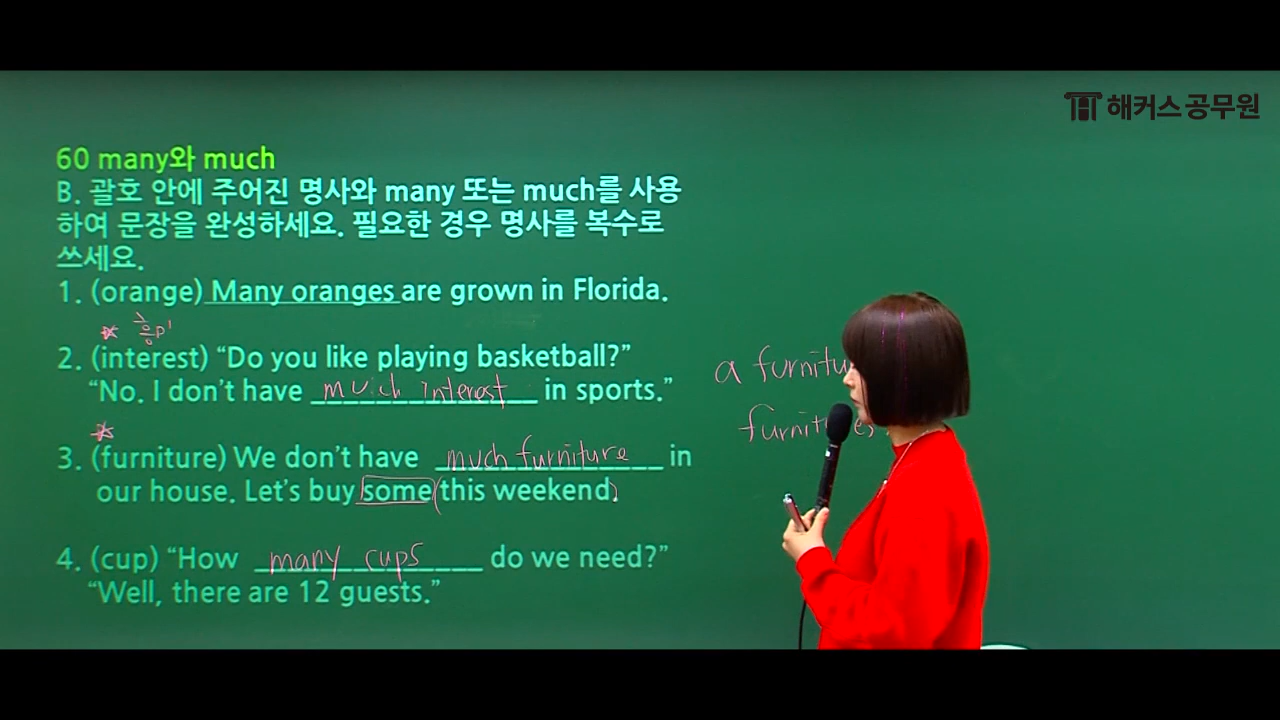 해커스공무원
60 many와 much
B. 괄호 안에 주어진 명사와 many 또는 much를 사용
하여 문장을 완성하세요. 필요한 경우 명사를 복수로
쓰세요.
1. (orange) Many oranges are grown in Florida.
2. (interest) “Do you like playing basketball?”
“No. I don’t have much interest in sports.”
3. (furniture) We don’t have much furniture in
our house. Let’s buy some (this weekend)
4. (cup) “How many cups do we need?”
“Well, there are 12 guests.”
a furnitu
furnit es